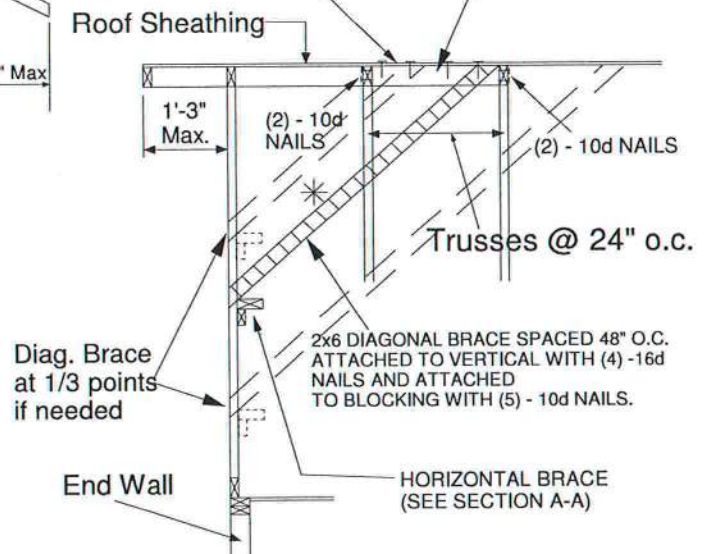 Roof Sheathing
" Max
1'-3"
Max.
(2) - 10d
NAILS
(2) - 10d NAILS
Trusses @ 24" o.c.
2x6 DIAGONAL BRACE SPACED 48" O.C.
ATTACHED TO VERTICAL WITH (4) -16d
NAILS AND ATTACHED
TO BLOCKING WITH (5) - 10d NAILS.
Diag. Brace
at 1/3 points
if needed
End Wall
HORIZONTAL BRACE
(SEE SECTION A-A)